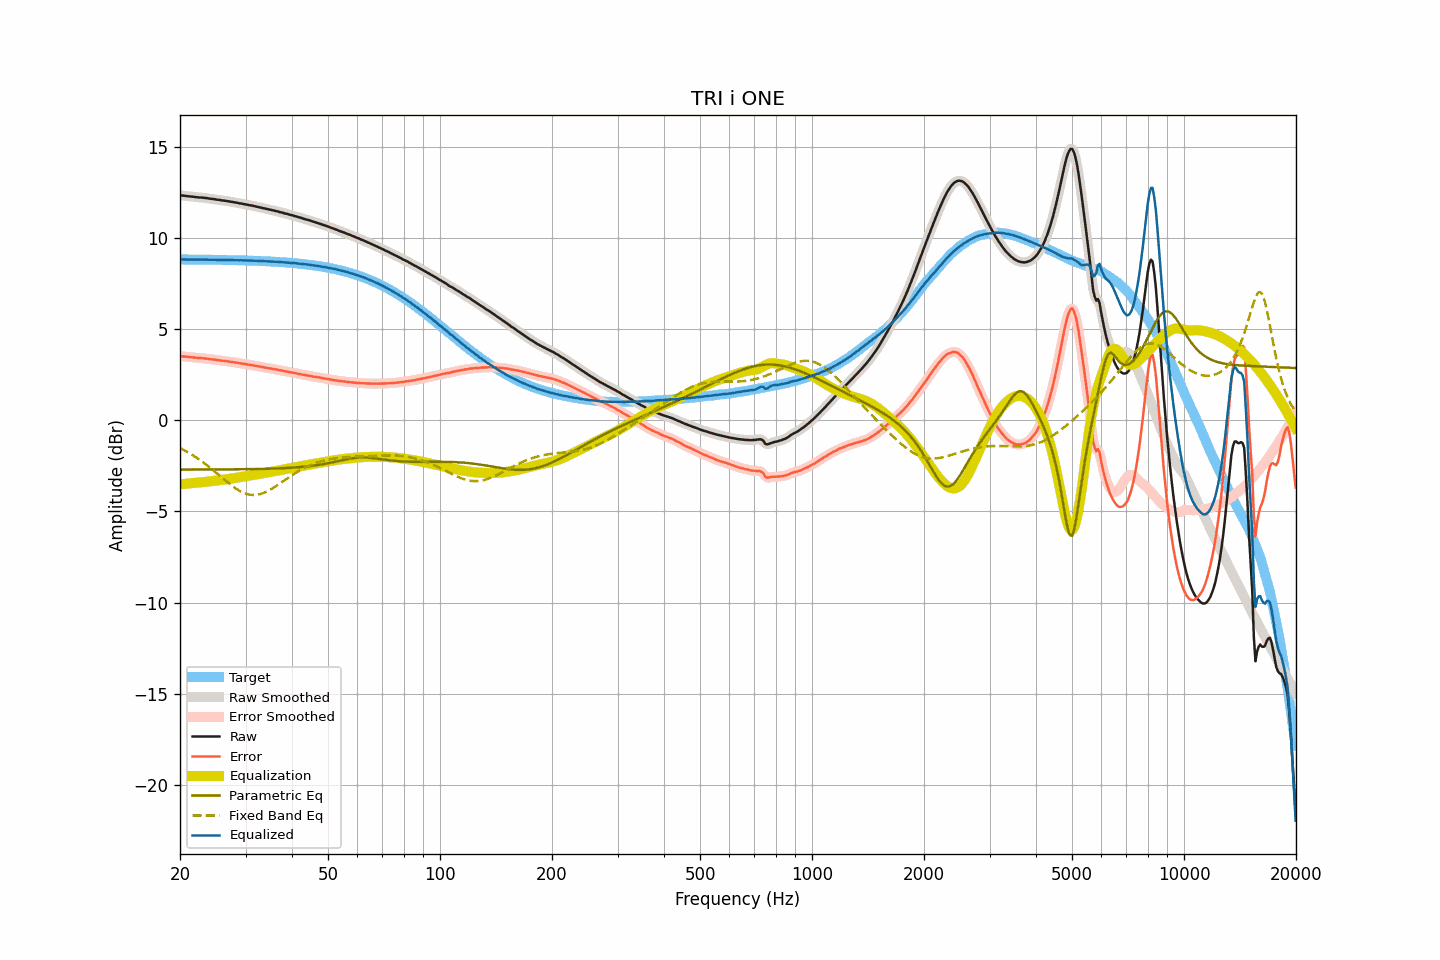 TRI i ONE
Amplitude (dBr)
15
10
5
0
−5
−10
−15
−20
Target
Raw Smoothed
Error Smoothed
Raw
Error
Equalization
Parametric Eq
Fixed Band Eq
Equalized
20 50 100 200 500 1000 2000 5000 10000 20000
Frequency (Hz)